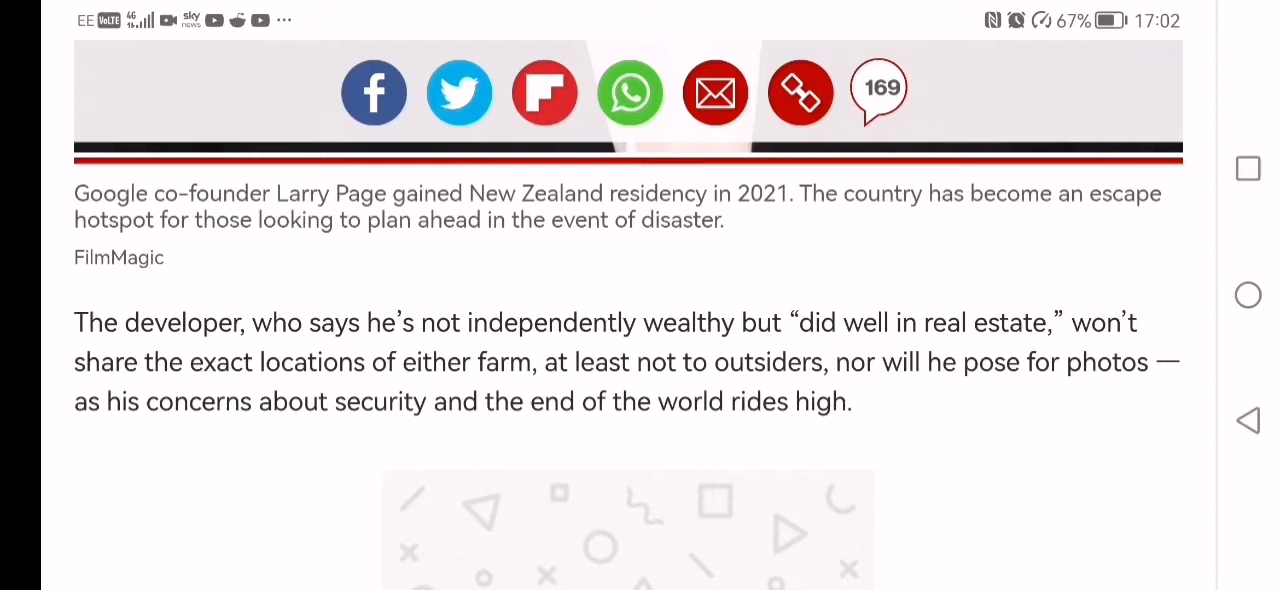 EE VoLTE 4G sky news ··· 67% 17:02
169
Google co-founder Larry Page gained New Zealand residency in 2021. The country has become an escape
hotspot for those looking to plan ahead in the event of disaster.
FilmMagic
The developer, who says he’s not independently wealthy but “did well in real estate,” won’t
share the exact locations of either farm, at least not to outsiders, nor will he pose for photos —
as his concerns about security and the end of the world rides high.